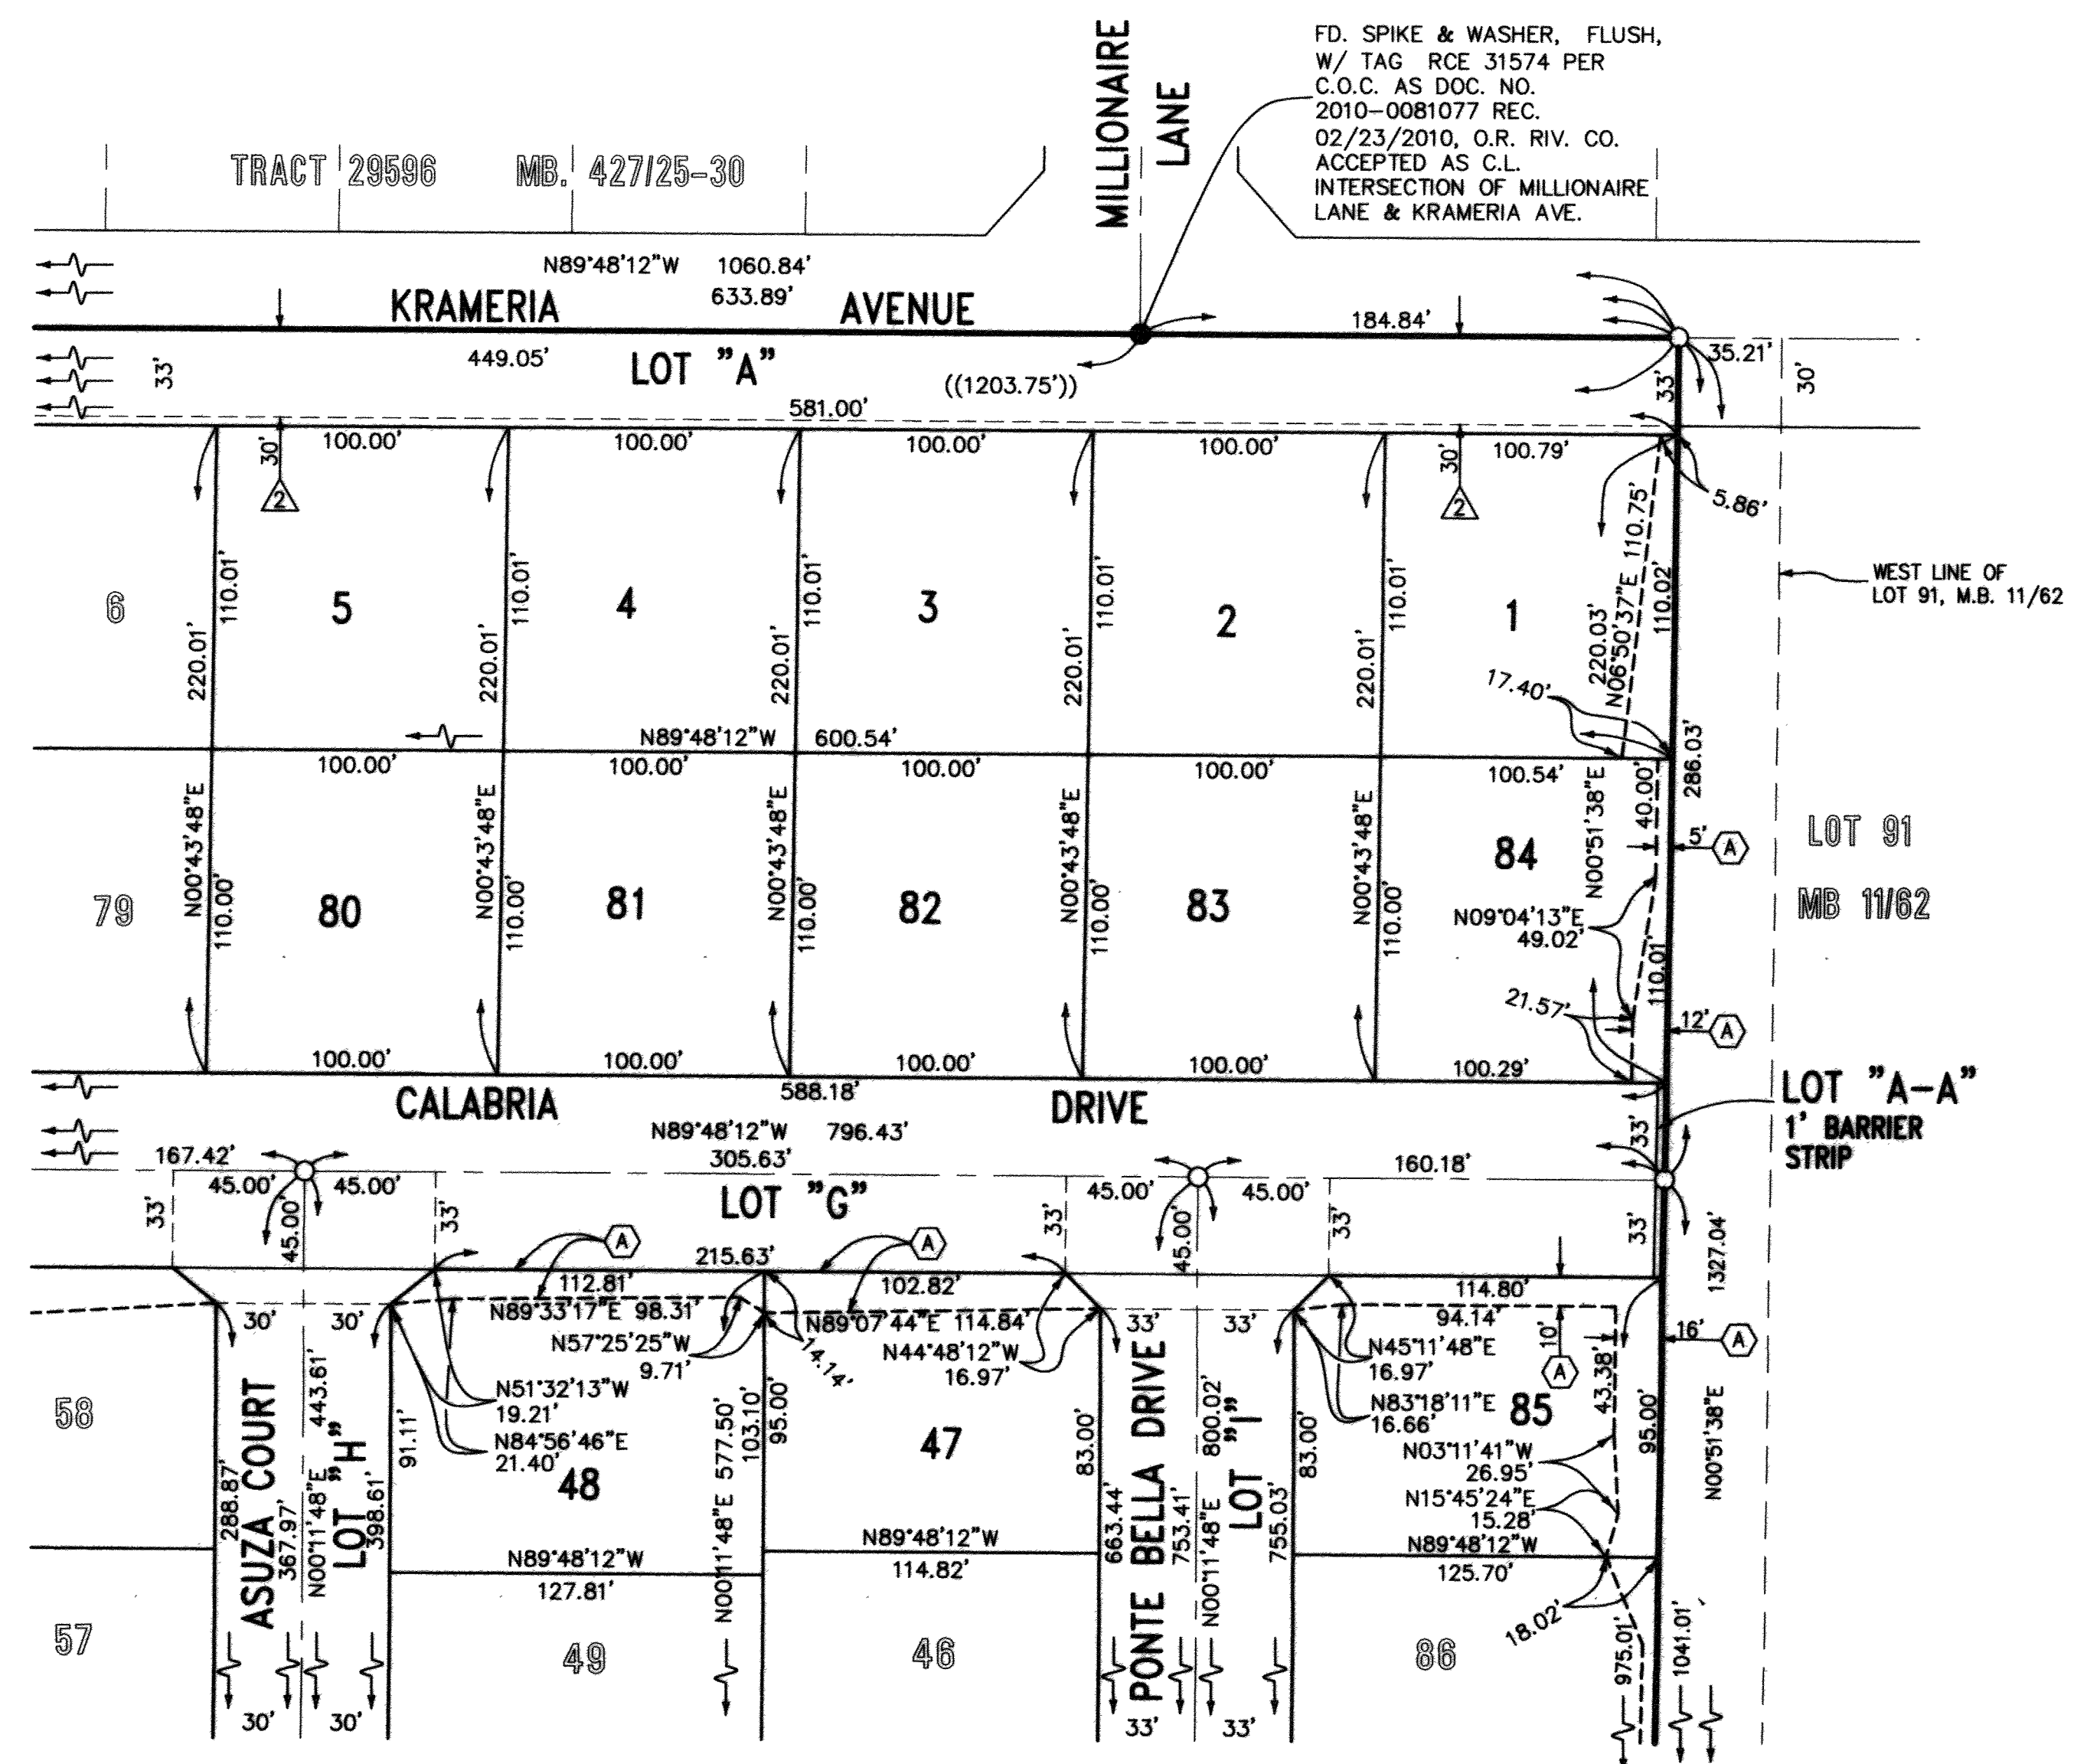 FD. SPIKE & WASHER, FLUSH,
W/ TAG RCE 31574 PER
C.O.C. AS DOC. NO.
2010-0081077 REC.
02/23/2010, O.R. RIV. CO.
ACCEPTED AS C.L.
INTERSECTION OF MILLIONAIRE
LANE & KRAMERIA AVE.
MILLIONAIRE
LANE
TRACT 29596 MB. 427/25-30
N89°48'12"W 1060.84'
633.89'
KRAMERIA AVENUE
184.84'
449.05'
LOT "A"
((1203.75'))
33'
35.21'
33'
30'
581.00'
100.00'
100.00'
100.00'
100.00'
100.79'
30'
2
30'
2
5.86'
6
5
4
3
2
1
110.01'
220.01'
110.01'
220.01'
110.01'
220.01'
110.01'
220.01'
110.01'
220.01'
220.03'
N06°50'37"E 110.75'
110.02'
WEST LINE OF
LOT 91, M.B. 11/62
17.40'
N89°48'12"W 600.54'
286.03'
100.00'
100.00'
100.00'
100.00'
100.54'
N00°43'48"E
110.00'
N00°43'48"E
110.00'
N00°43'48"E
110.00'
N00°43'48"E
110.00'
N00°43'48"E
110.00'
N00°51'38"E
40.00'
5'
A
LOT 91
MB 11/62
79
80
81
82
83
84
N09°04'13"E
49.02'
110.01'
21.57'
12'
A
100.00'
100.00'
100.00'
100.00'
100.29'
588.18'
CALABRIA DRIVE
LOT "A-A"
1' BARRIER
STRIP
N89°48'12"W 796.43'
33'
167.42'
305.63'
160.18'
45.00'
45.00'
45.00'
45.00'
LOT "G"
33'
45.00'
33'
33'
45.00'
33'
33'
1327.04'
A
A
215.63'
112.81'
102.82'
114.80'
N89°33'17"E 98.31'
N89°07'44"E 114.84'
94.14'
30'
30'
33'
33'
10'
A
16'
A
N57°25'25"W
9.71'
14.14'
N44°48'12"W
16.97'
N45°11'48"E
16.97'
43.38'
N51°32'13"W
19.21'
N83°18'11"E
16.66'
N84°56'46"E
21.40'
N03°11'41"W
26.95'
N15°45'24"E
15.28'
58
48
47
85
288.87'
ASUZA COURT
367.97'
N00°11'48"E 443.61'
LOT "H"
398.61'
91.11'
N00°11'48"E 577.50'
103.10'
95.00'
83.00'
663.44'
PONTE BELLA DRIVE
753.41'
N00°11'48"E 800.02'
LOT "I"
755.03'
83.00'
95.00'
N00°51'38"E
N89°48'12"W
127.81'
N89°48'12"W
114.82'
N89°48'12"W
125.70'
18.02'
975.01'
1041.01'
57
49
46
86
30'
30'
33'
33'